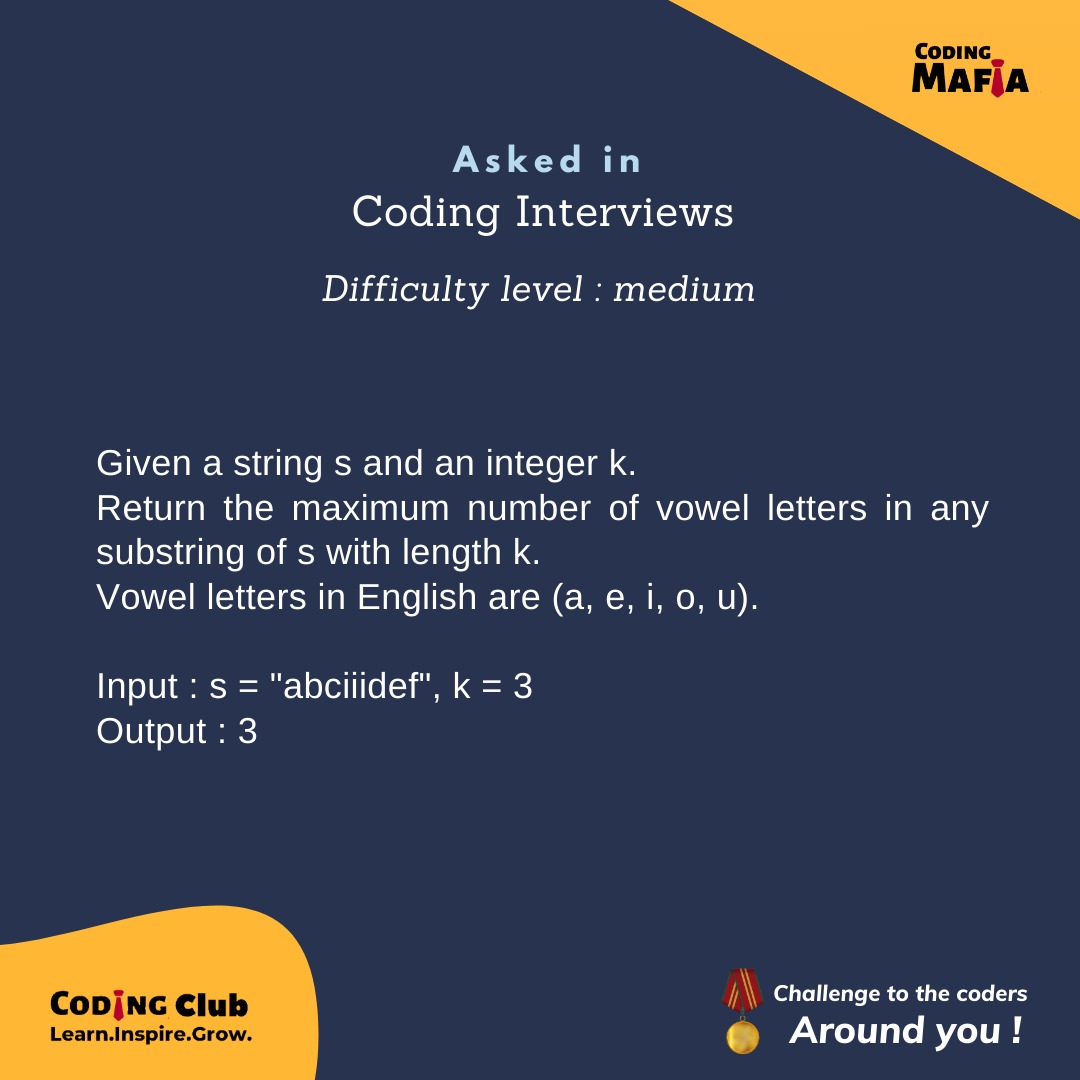 CODING
MAFIA
Asked in
Coding Interviews
Difficulty level : medium
Given a string s and an integer k.
Return the maximum number of vowel letters in any
substring of s with length k.
Vowel letters in English are (a, e, i, o, u).
Input : s = "abciiidef", k = 3
Output : 3
CODING Club
Learn.Inspire.Grow.
Challenge to the coders
Around you !